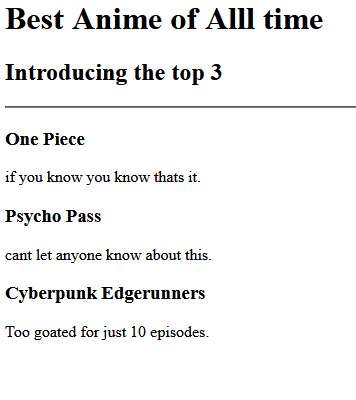 Best Anime of Alll time
Introducing the top 3
One Piece
if you know you know thats it.
Psycho Pass
cant let anyone know about this.
Cyberpunk Edgerunners
Too goated for just 10 episodes.